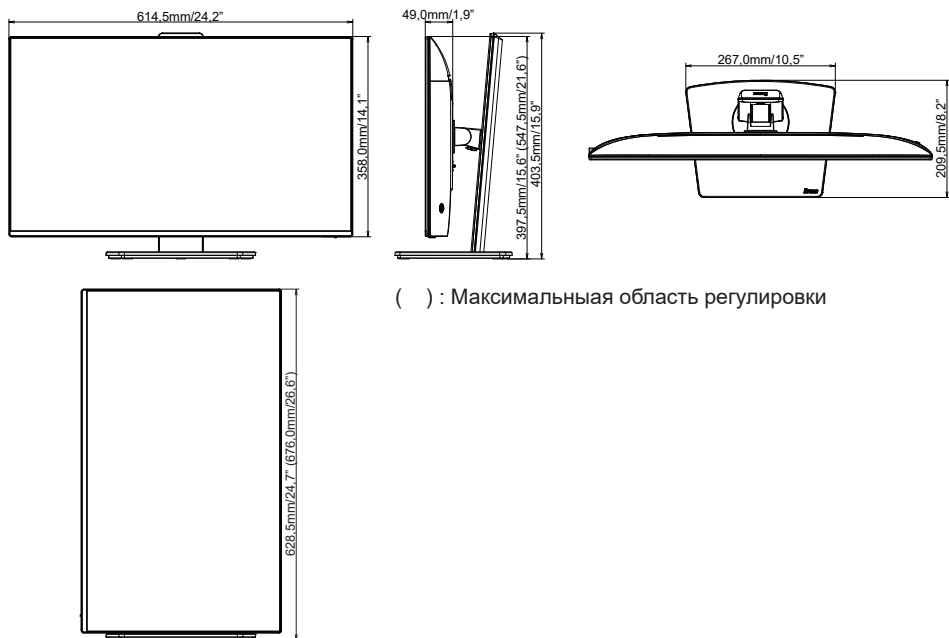 614,5mm/24,2”
358,0mm/14,1”
49,0mm/1,9”
397,5mm/15,6” (547,5mm/21,6”)
403,5mm/15,9”
267,0mm/10,5”
209,5mm/8,2”
( ) : Максимальныая область регулировки
628,5mm/24,7” (676,0mm/26,6”)